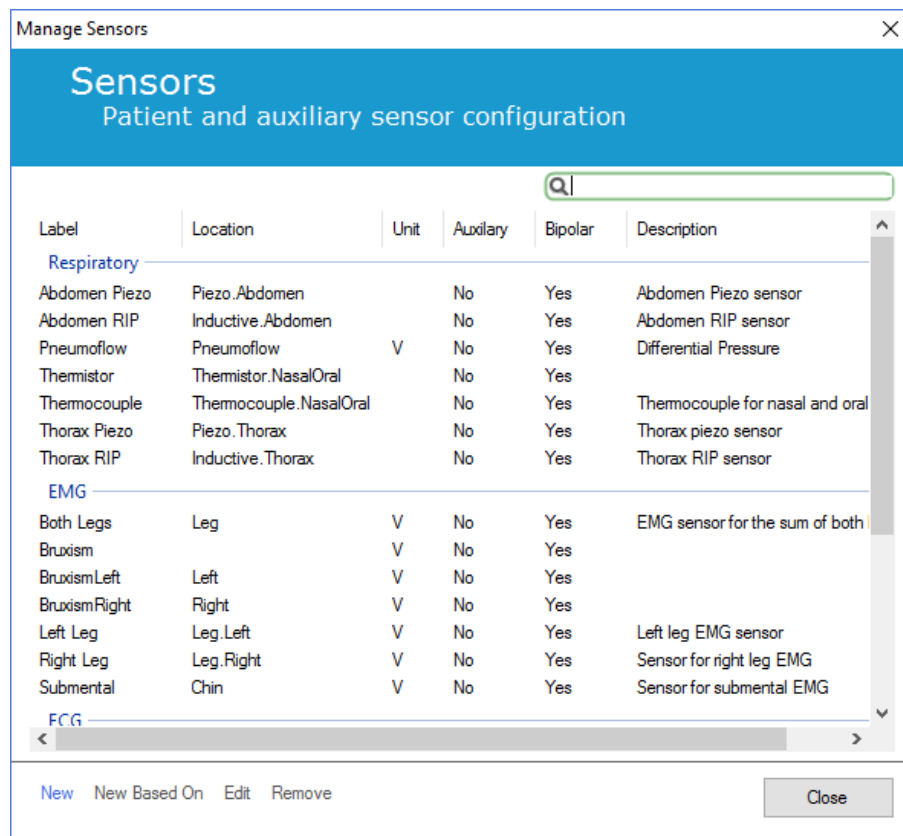 Manage Sensors
Sensors
Patient and auxiliary sensor configuration
Label Location Unit Auxilary Bipolar Description
Respiratory
Abdomen Piezo Piezo.Abdomen No Yes Abdomen Piezo sensor
Abdomen RIP Inductive.Abdomen No Yes Abdomen RIP sensor
Pneumoflow Pneumoflow V No Yes Differential Pressure
Thermistor Thermistor.NasalOral No Yes
Thermocouple Thermocouple.NasalOral No Yes Thermocouple for nasal and oral
Thorax Piezo Piezo.Thorax No Yes Thorax piezo sensor
Thorax RIP Inductive.Thorax No Yes Thorax RIP sensor
EMG
Both Legs Leg V No Yes EMG sensor for the sum of both
Bruxism V No Yes
BruxismLeft Left V No Yes
BruxismRight Right V No Yes
Left Leg Leg.Left V No Yes Left leg EMG sensor
Right Leg Leg.Right V No Yes Sensor for right leg EMG
Submental Chin V No Yes Sensor for submental EMG
ECG
New New Based On Edit Remove Close